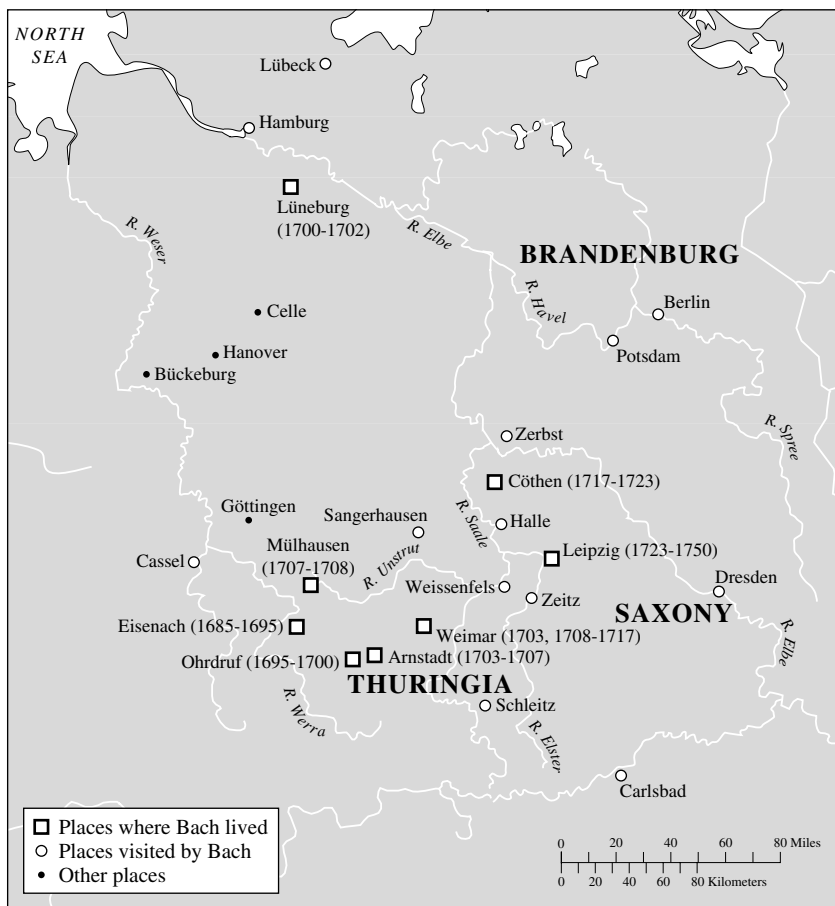 NORTH
SEA
Lübeck
Hamburg
Lüneburg
(1700-1702)
R. Weser
R. Elbe
BRANDENBURG
R. Havel
Berlin
Celle
Hanover
Potsdam
Bückeburg
Zerbst
R. Spree
Cöthen (1717-1723)
Göttingen
Sangerhausen
R. Saale
Halle
Cassel
Mülhausen
(1707-1708)
R. Unstrut
Leipzig (1723-1750)
Weissenfels
Zeitz
Dresden
SAXONY
Eisenach (1685-1695)
Weimar (1703, 1708-1717)
R. Elbe
Ohrdruf (1695-1700)
Arnstadt (1703-1707)
THURINGIA
R. Werra
Schleitz
R. Elster
Carlsbad
Places where Bach lived
Places visited by Bach
Other places
0 20 40 60 80 Miles
0 20 40 60 80 Kilometers